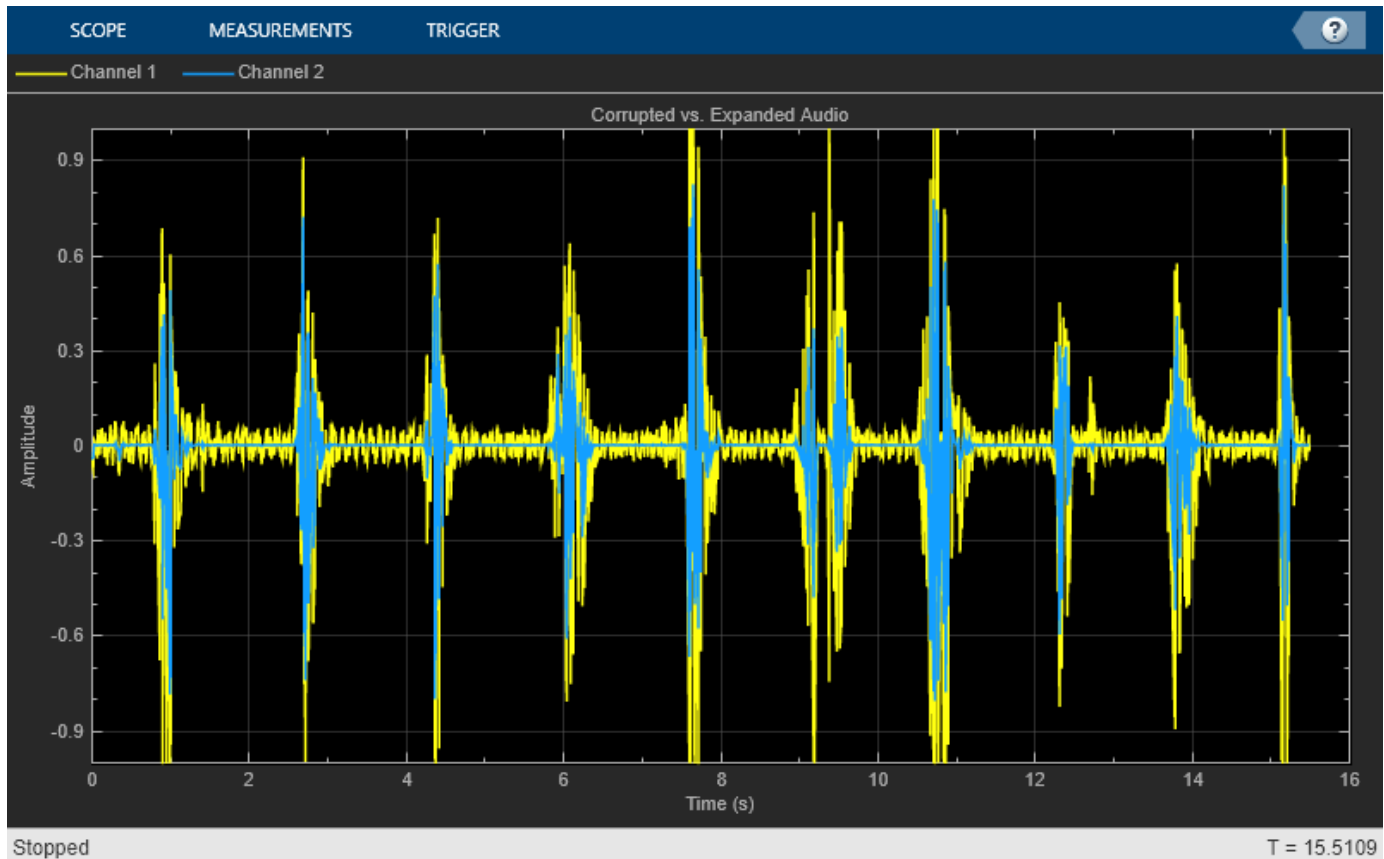 SCOPE MEASUREMENTS TRIGGER ?
Channel 1 Channel 2
Corrupted vs. Expanded Audio
0.9
0.6
0.3
0
-0.3
-0.6
-0.9
Amplitude
0 2 4 6 8 10 12 14 16
Time (s)
Stopped T = 15.5109